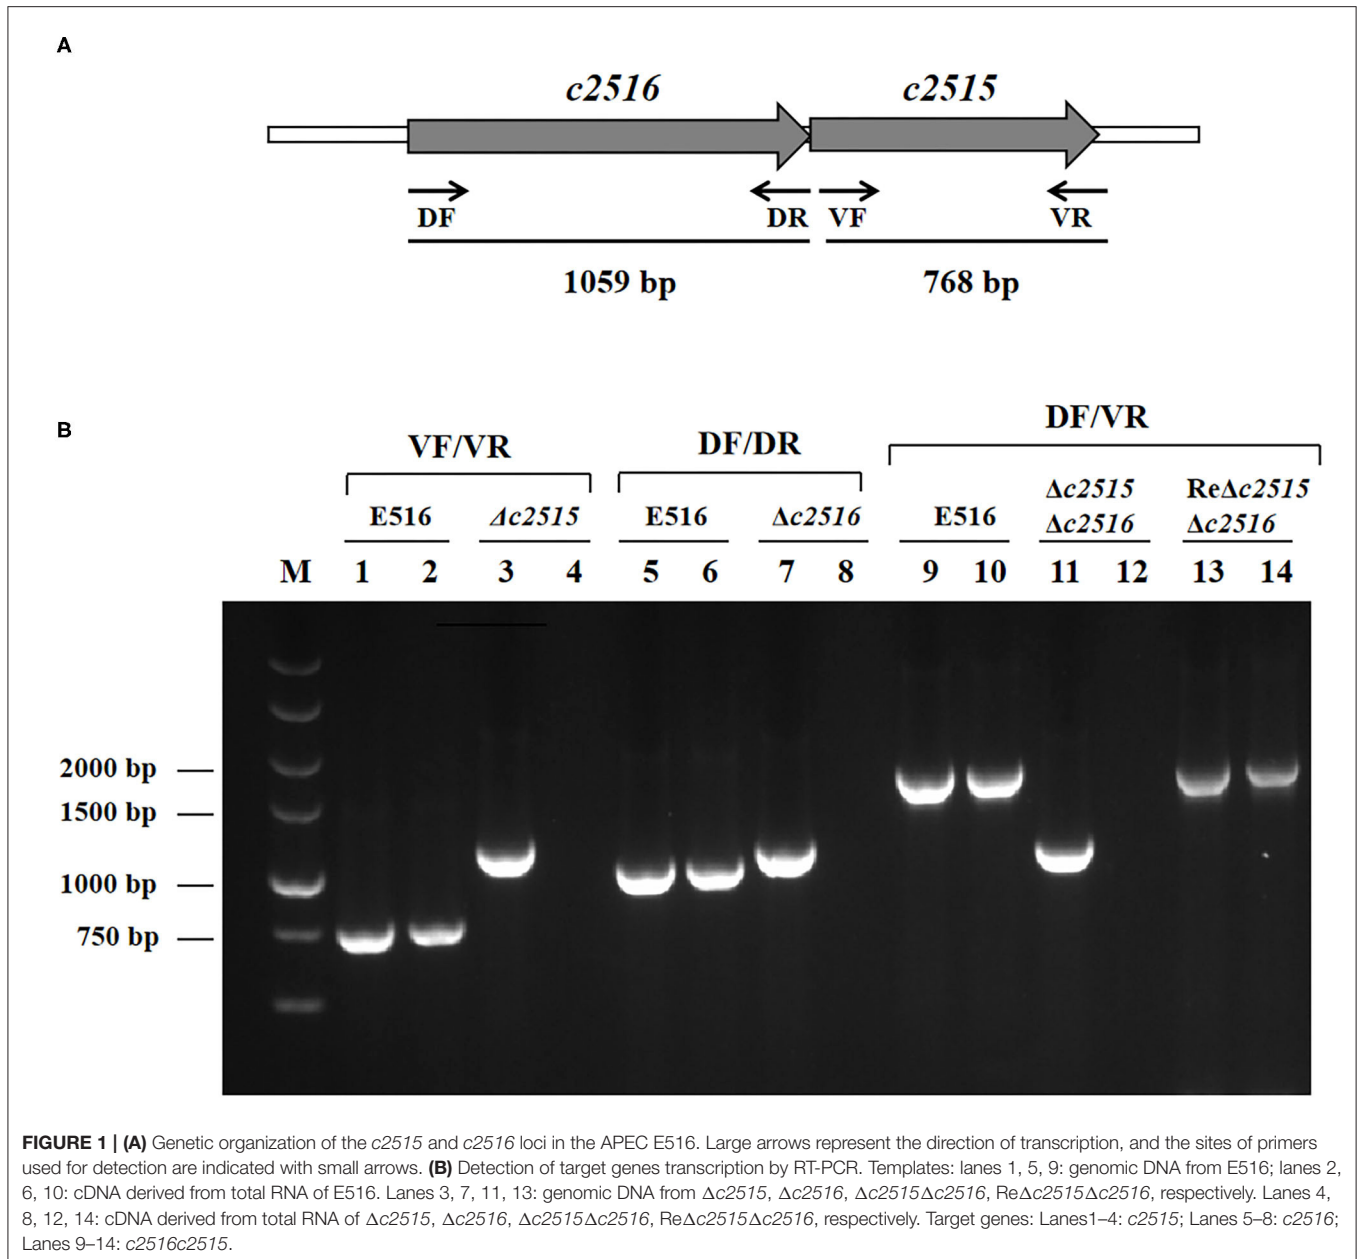 A
c2516 c2515
DF DR VF VR
1059 bp 768 bp
B
VF/VR DF/DR DF/VR
E516 Δc2515 E516 Δc2516 E516 Δc2515 Δc2516 ReΔc2515 Δc2516
M 1 2 3 4 5 6 7 8 9 10 11 12 13 14
2000 bp
1500 bp
1000 bp
750 bp
FIGURE 1 | (A) Genetic organization of the c2515 and c2516 loci in the APEC E516. Large arrows represent the direction of transcription, and the sites of primers
used for detection are indicated with small arrows. (B) Detection of target genes transcription by RT-PCR. Templates: lanes 1, 5, 9: genomic DNA from E516; lanes 2,
6, 10: cDNA derived from total RNA of E516. Lanes 3, 7, 11, 13: genomic DNA from Δc2515, Δc2516, Δc2515Δc2516, ReΔc2515Δc2516, respectively. Lanes 4,
8, 12, 14: cDNA derived from total RNA of Δc2515, Δc2516, Δc2515Δc2516, ReΔc2515Δc2516, respectively. Target genes: Lanes1–4: c2515; Lanes 5–8: c2516;
Lanes 9–14: c2516c2515.